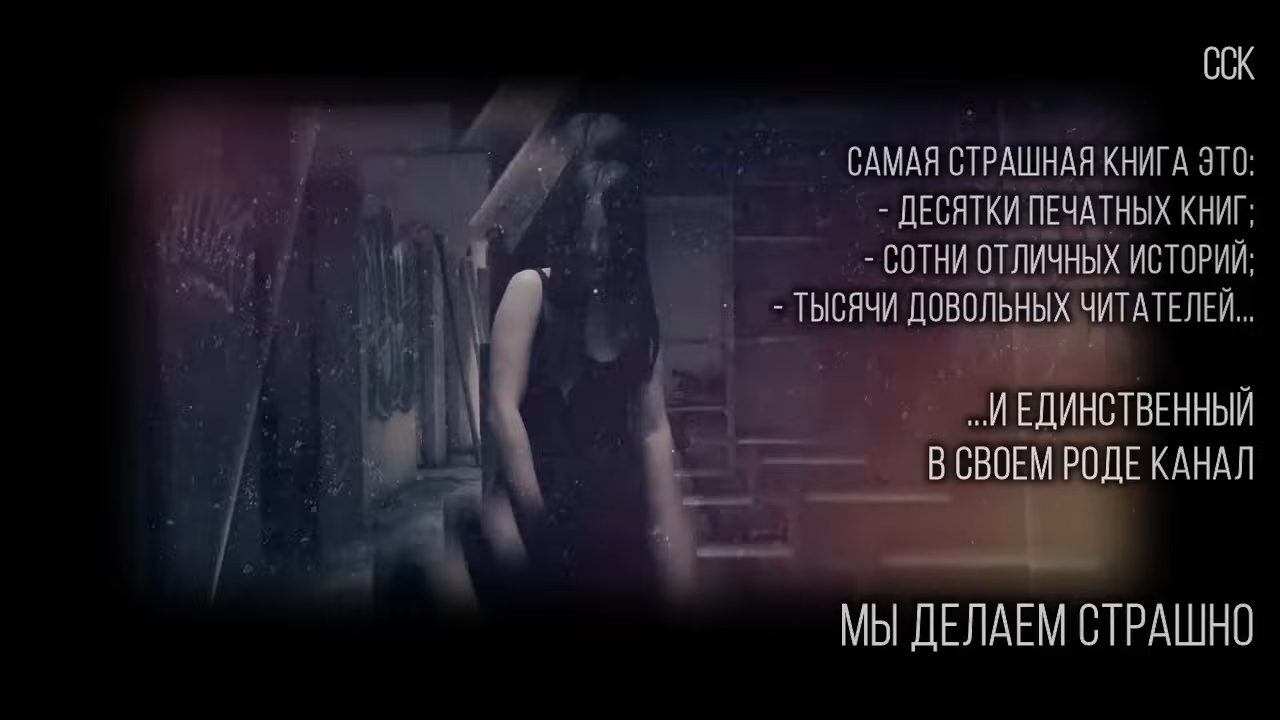 ССК
САМАЯ СТРАШНАЯ КНИГА ЭТО:
- ДЕСЯТКИ ПЕЧАТНЫХ КНИГ;
- СОТНИ ОТЛИЧНЫХ ИСТОРИЙ;
- ТЫСЯЧИ ДОВОЛЬНЫХ ЧИТАТЕЛЕЙ...
...И ЕДИНСТВЕННЫЙ
В СВОЕМ РОДЕ КАНАЛ
МЫ ДЕЛАЕМ СТРАШНО